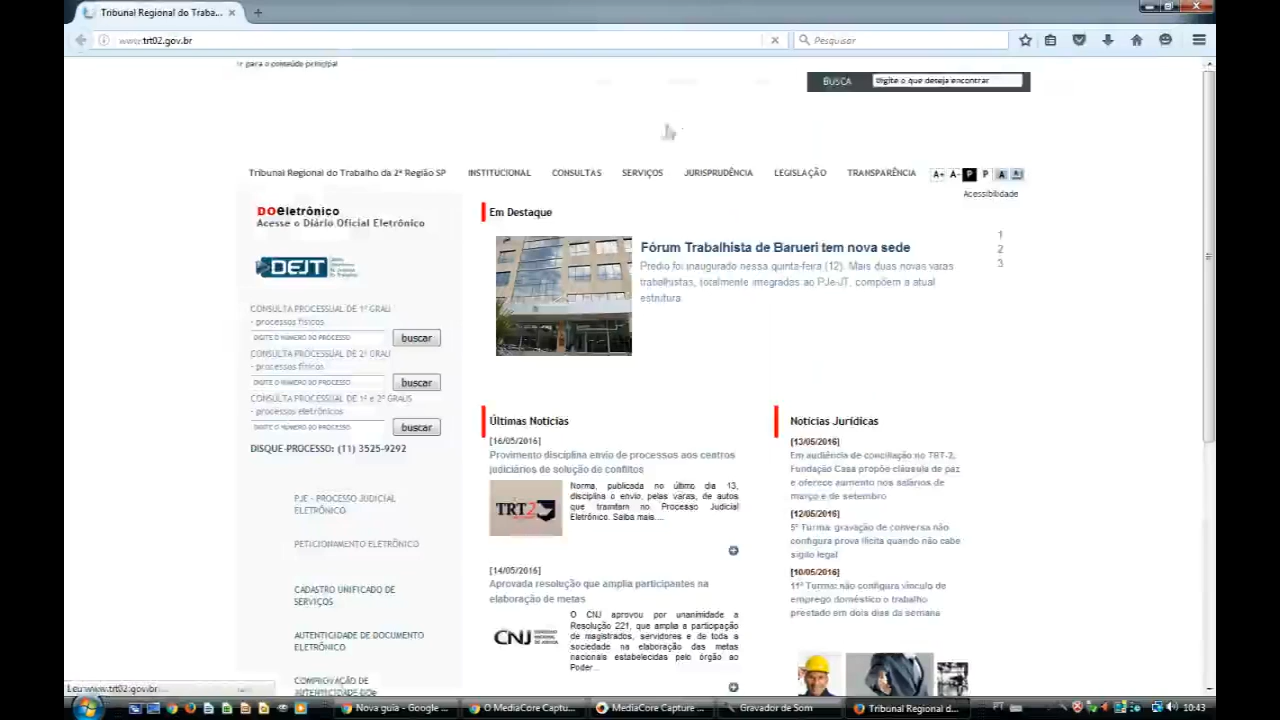 Tribunal Regional do Traba...
www.trt02.gov.br
Pesquisar
Ir para o conteúdo principal
BUSCA
Digite o que deseja encontrar
Tribunal Regional do Trabalho da 2ª Região SP
INSTITUCIONAL
CONSULTAS
SERVIÇOS
JURISPRUDÊNCIA
LEGISLAÇÃO
TRANSPARÊNCIA
A+ A- P P A A
Acessibilidade
DOeletrônico
Acesse o Diário Oficial Eletrônico
DEJT
CONSULTA PROCESSUAL DE 1º GRAU
- processos físicos
DIGITE O NÚMERO DO PROCESSO
buscar
CONSULTA PROCESSUAL DE 2º GRAU
- processos físicos
DIGITE O NÚMERO DO PROCESSO
buscar
CONSULTA PROCESSUAL DE 1º e 2º GRAUS
- processos eletrônicos
DIGITE O NÚMERO DO PROCESSO
buscar
DISQUE-PROCESSO: (11) 3525-9292
PJE - PROCESSO JUDICIAL
ELETRÔNICO
PETICIONAMENTO ELETRÔNICO
CADASTRO UNIFICADO DE
SERVIÇOS
AUTENTICIDADE DE DOCUMENTO
ELETRÔNICO
COMPROVAÇÃO DE
AUTENTICIDADE DOe
Em Destaque
Fórum Trabalhista de Barueri tem nova sede
Prédio foi inaugurado nessa quinta-feira (12). Mais duas novas varas
trabalhistas, totalmente integradas ao PJe-JT, compõem a atual
estrutura
1
2
3
Últimas Notícias
[16/05/2016]
Provimento disciplina envio de processos aos centros
judiciários de solução de conflitos
TRT2
Norma, publicada no último dia 13,
disciplina o envio, pelas varas, de autos
que tramitam no Processo Judicial
Eletrônico. Saiba mais....
[14/05/2016]
Aprovada resolução que amplia participantes na
elaboração de metas
CNJ
O CNJ aprovou por unanimidade a
Resolução 221, que amplia a participação
de magistrados, servidores e de toda a
sociedade na elaboração das metas
nacionais estabelecidas pelo órgão ao
Poder...
Notícias Jurídicas
[13/05/2016]
Em audiência de conciliação no TRT-2,
Fundação Casa propõe cláusula de paz
e oferece aumento nos salários de
março e de setembro
[12/05/2016]
5ª Turma: gravação de conversa não
configura prova ilícita quando não cabe
sigilo legal
[10/05/2016]
11ª Turma: não configura vínculo de
emprego doméstico o trabalho
prestado em dois dias da semana
Leu www.trt02.gov.br
Nova guia - Google ...
O MediaCore Captu...
MediaCore Capture ...
Gravador de Som
Tribunal Regional d...
PT
10:43